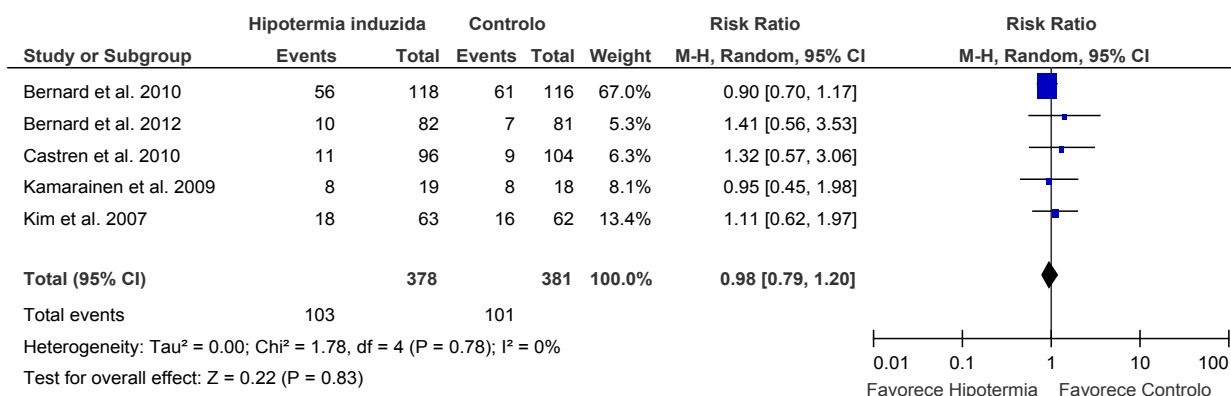 Hipotermia induzida Controlo Risk Ratio Risk Ratio
Study or Subgroup Events Total Events Total Weight M-H, Random, 95% CI M-H, Random, 95% CI
Bernard et al. 2010 56 118 61 116 67.0% 0.90 [0.70, 1.17]
Bernard et al. 2012 10 82 7 81 5.3% 1.41 [0.56, 3.53]
Castren et al. 2010 11 96 9 104 6.3% 1.32 [0.57, 3.06]
Kamarainen et al. 2009 8 19 8 18 8.1% 0.95 [0.45, 1.98]
Kim et al. 2007 18 63 16 62 13.4% 1.11 [0.62, 1.97]
Total (95% CI) 378 381 100.0% 0.98 [0.79, 1.20]
Total events 103 101
Heterogeneity: Tau² = 0.00; Chi² = 1.78, df = 4 (P = 0.78); I² = 0%
Test for overall effect: Z = 0.22 (P = 0.83)
0.01 0.1 1 10 100
Favorece Hipotermia Favorece Controlo